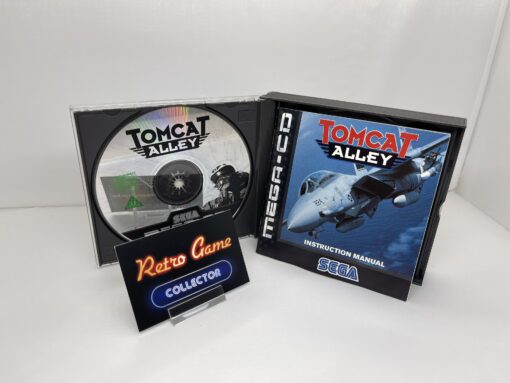 TOMCAT
ALLEY
SEGA
Retro Game
COLLECTOR
MEGA-CD
TOMCAT
ALLEY
INSTRUCTION MANUAL
SEGA